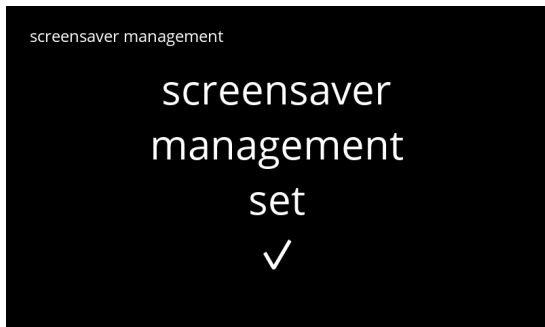 screensaver management
screensaver
management
set
✓